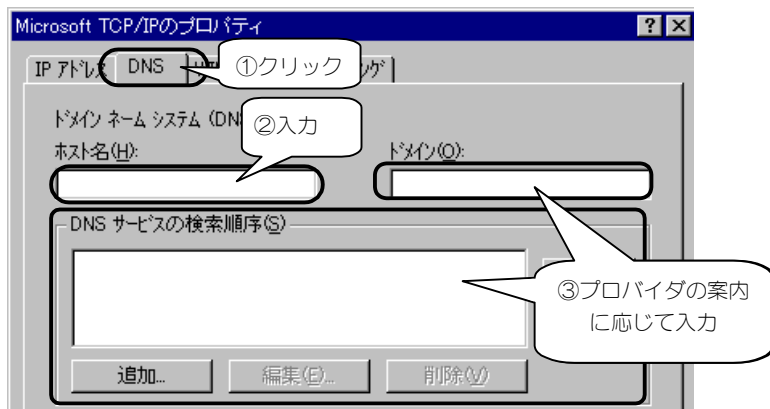 Microsoft TCP/IPのプロパティ
IP アドレス DNS ング
①クリック
ドメイン ネーム システム (DN
②入力
ホスト名(H):
ドメイン(O):
DNS サービスの検索順序(S)
③プロバイダの案内
に応じて入力
追加...
編集(E)...
削除(V)